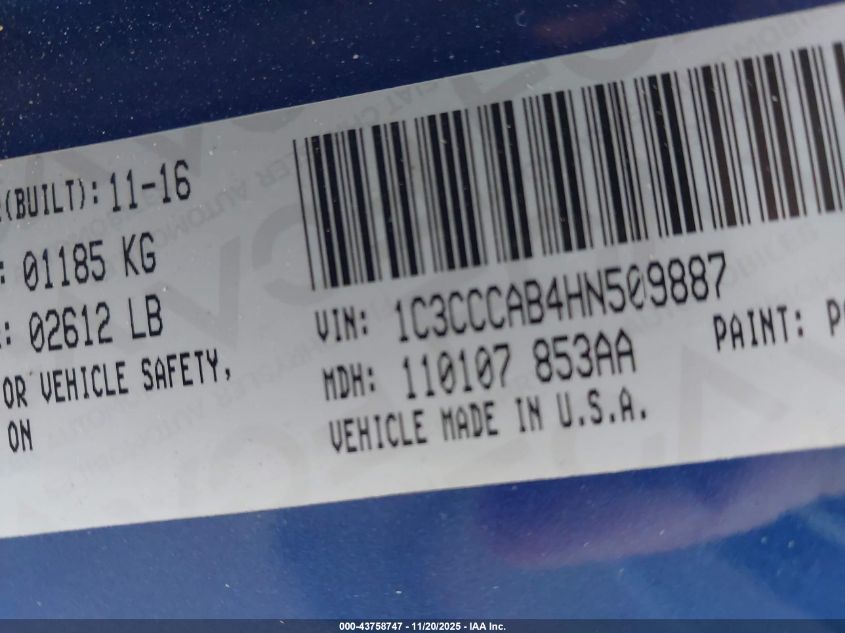 (BUILT): 11-16
: 01185 KG
: 02612 LB
OR VEHICLE SAFETY,
ON
VIN: 1C3CCCAB4HN509887
PAINT: P
MDH: 110107 853AA
VEHICLE MADE IN U.S.A.
000-43758747 - 11/20/2025 - IAA Inc.